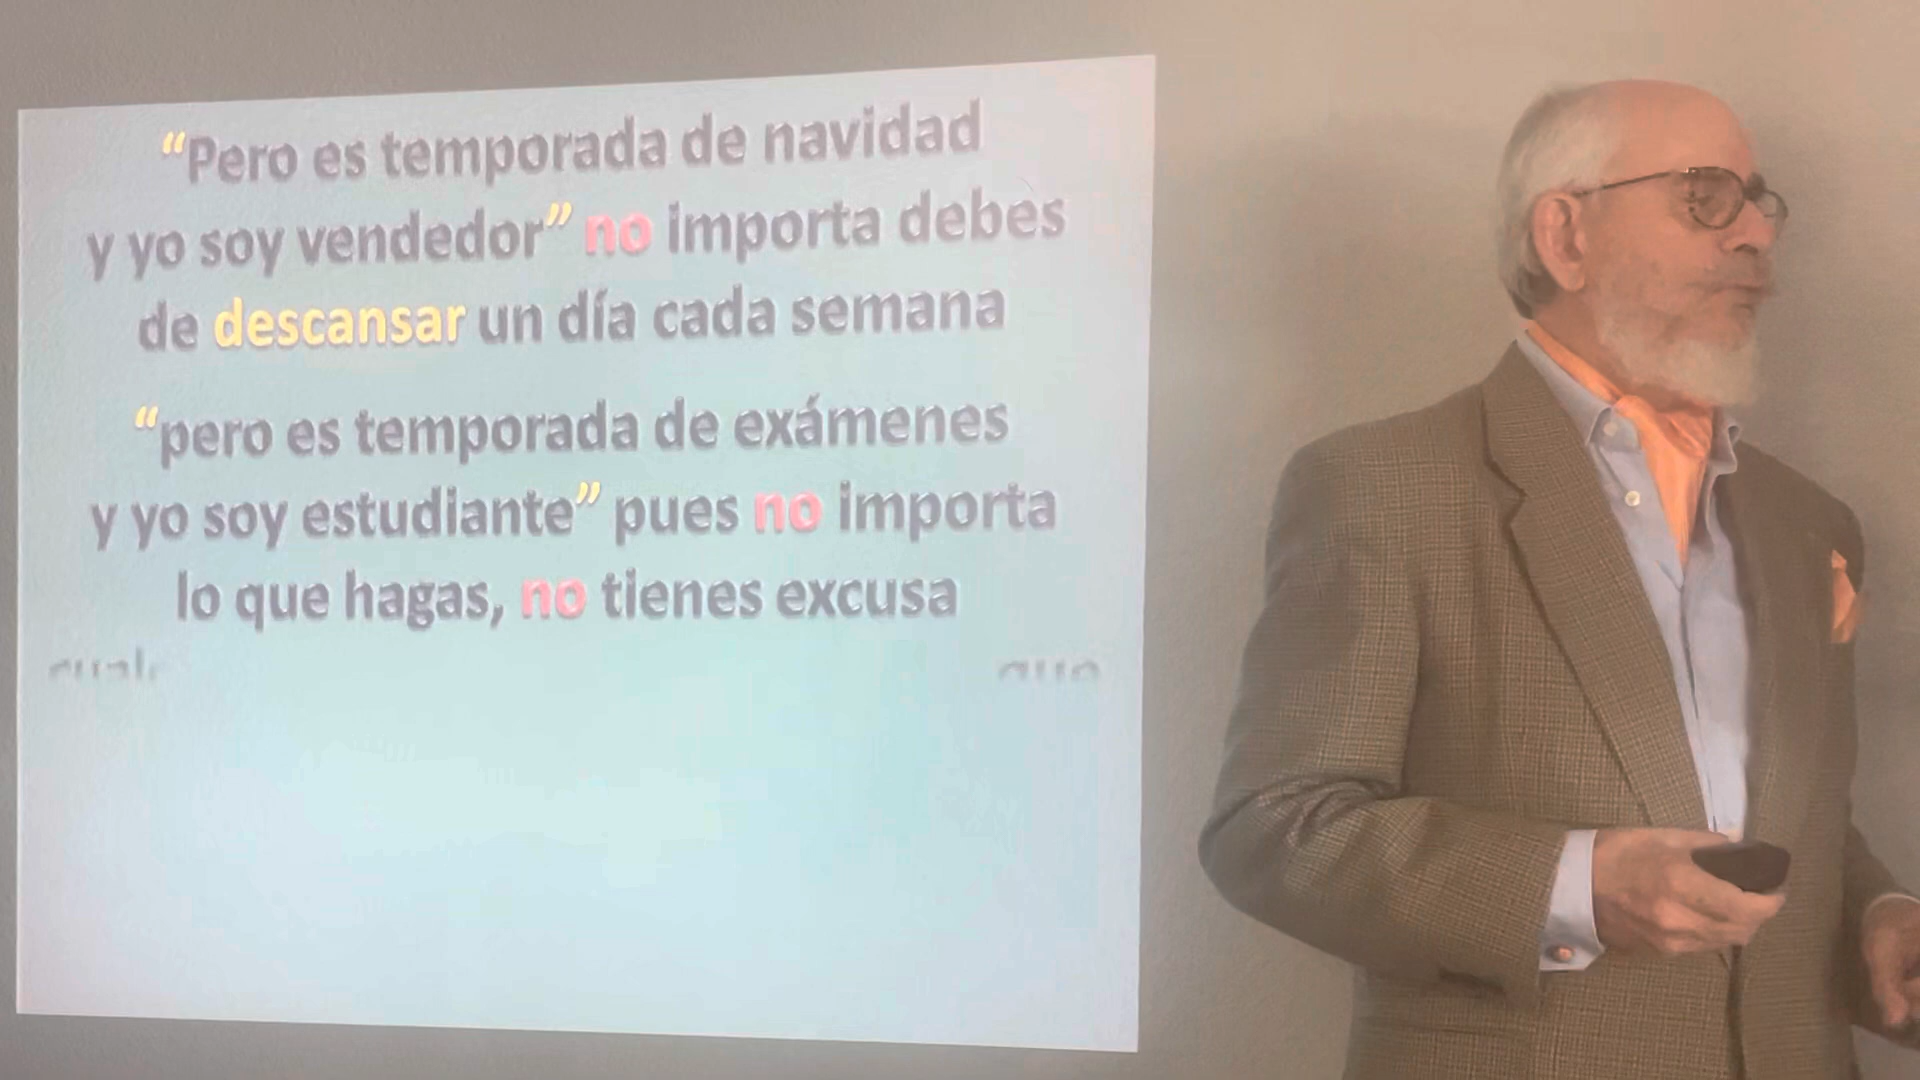 “Pero es temporada de navidad
y yo soy vendedor” no importa debes
de descansar un día cada semana
“pero es temporada de exámenes
y yo soy estudiante” pues no importa
lo que hagas, no tienes excusa